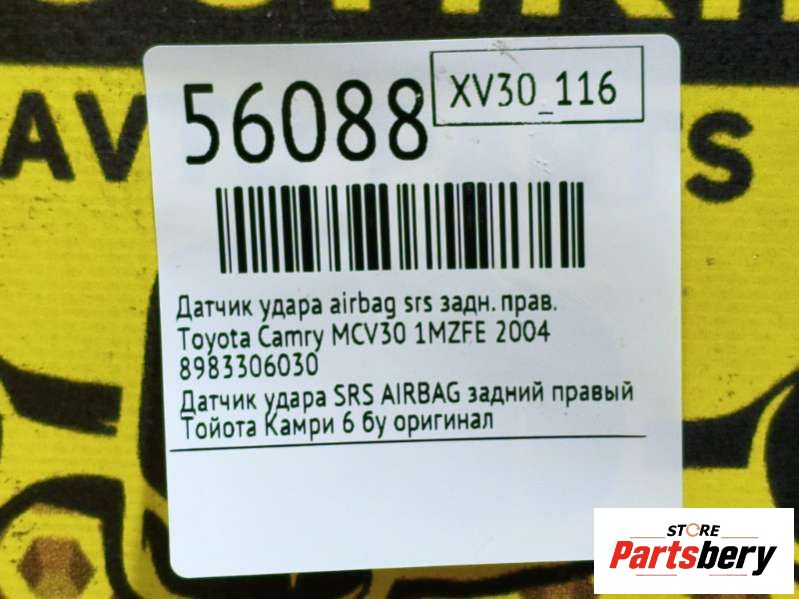 56088
XV30_116
AV
S
Датчик удара airbag srs задн. прав.
Toyota Camry MCV30 1MZFE 2004
8983306030
Датчик удара SRS AIRBAG задний правый
Тойота Камри 6 бу оригинал
STORE
Partsbery